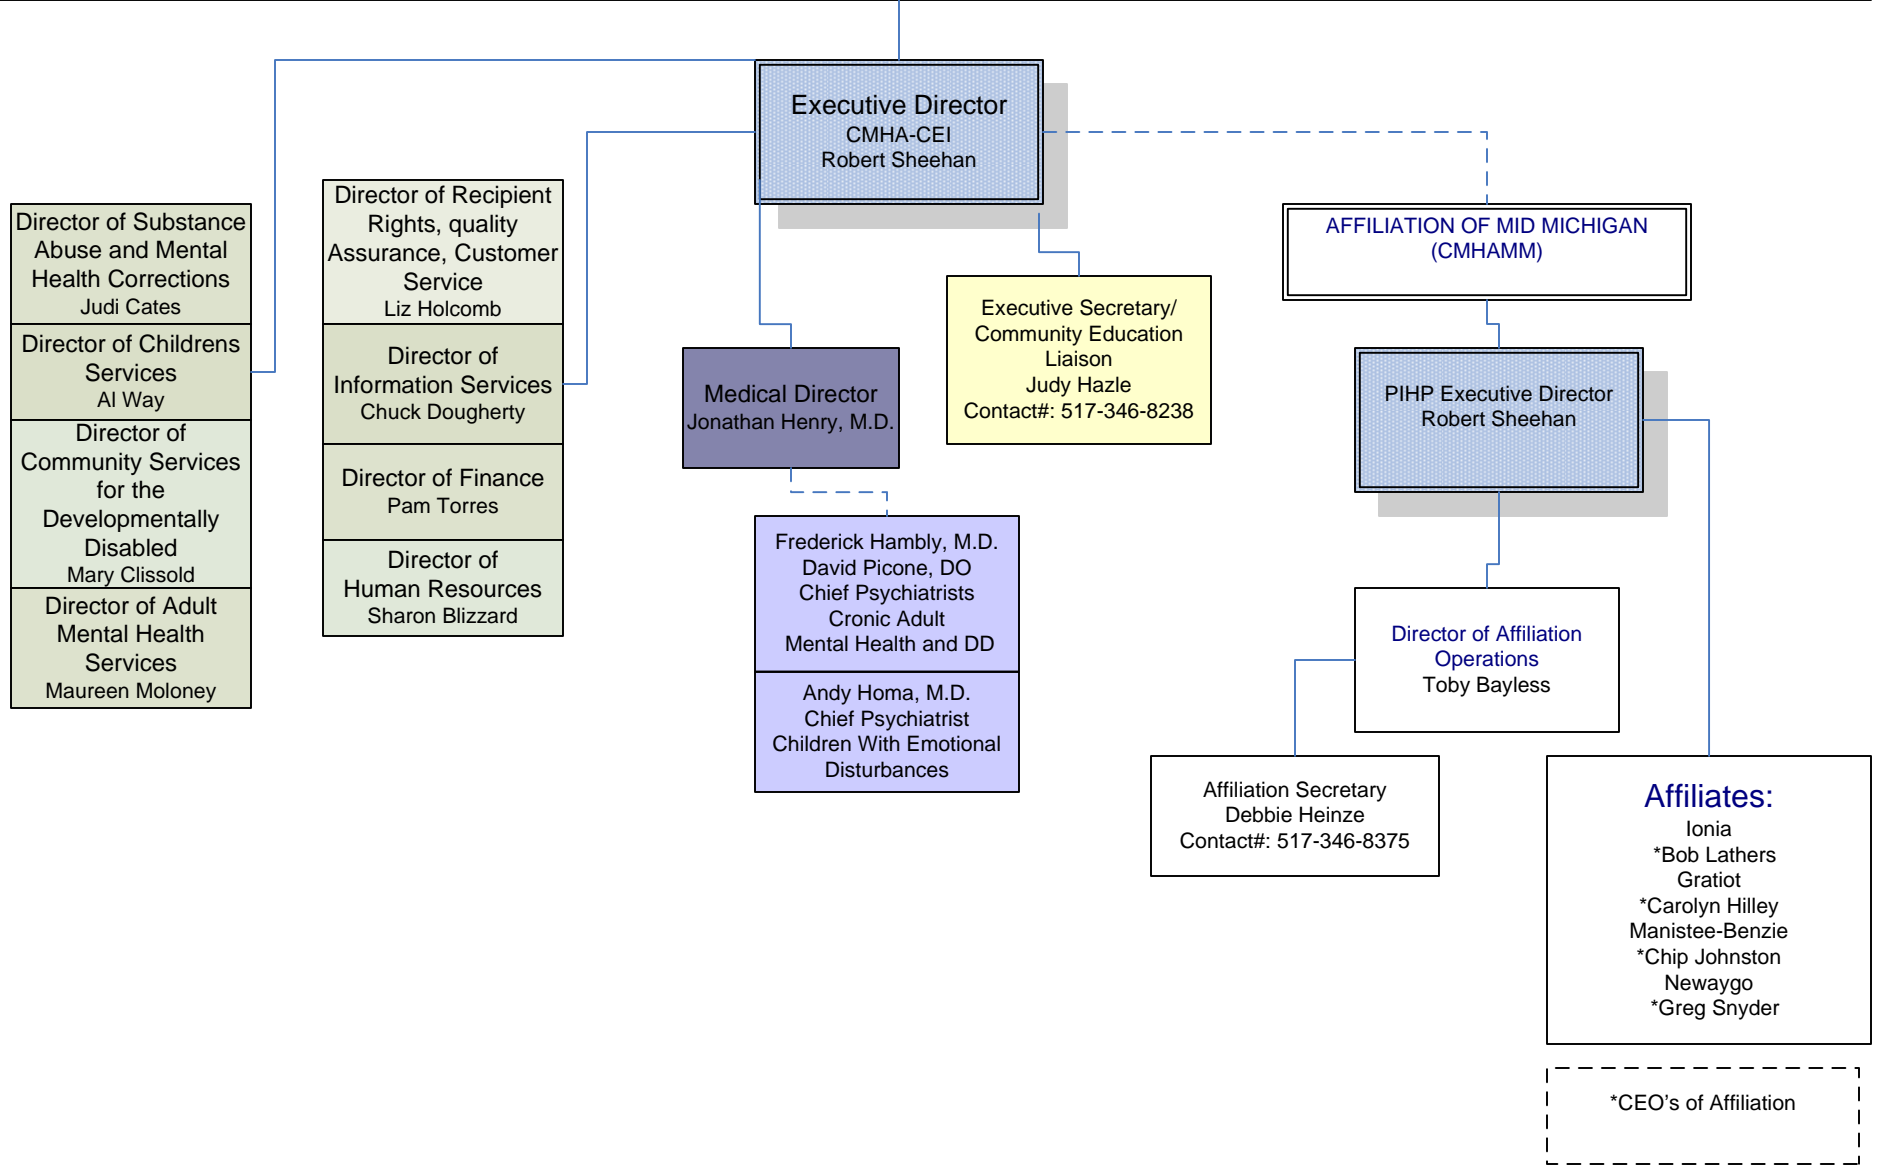 Executive Director
CMHA-CEI
Robert Sheehan
Director of Substance
Abuse and Mental
Health Corrections
Judi Cates
Director of Childrens
Services
Al Way
Director of
Community Services
for the
Developmentally
Disabled
Mary Clissold
Director of Adult
Mental Health
Services
Maureen Moloney
Director of Recipient
Rights, quality
Assurance, Customer
Service
Liz Holcomb
Director of
Information Services
Chuck Dougherty
Director of Finance
Pam Torres
Director of
Human Resources
Sharon Blizzard
Medical Director
Jonathan Henry, M.D.
Frederick Hambly, M.D.
David Picone, DO
Chief Psychiatrists
Cronic Adult
Mental Health and DD
Andy Homa, M.D.
Chief Psychiatrist
Children With Emotional
Disturbances
Executive Secretary/
Community Education
Liaison
Judy Hazle
Contact#: 517-346-8238
AFFILIATION OF MID MICHIGAN
(CMHAMM)
PIHP Executive Director
Robert Sheehan
Director of Affiliation
Operations
Toby Bayless
Affiliation Secretary
Debbie Heinze
Contact#: 517-346-8375
Affiliates:
Ionia
*Bob Lathers
Gratiot
*Carolyn Hilley
Manistee-Benzie
*Chip Johnston
Newaygo
*Greg Snyder
*CEO’s of Affiliation